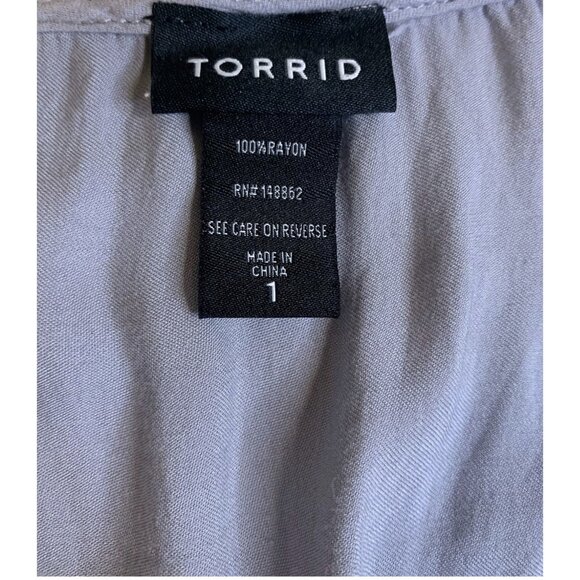 TORRID
100%RAYON
RN#148862
SEE CARE ON REVERSE
MADE IN
CHINA
1